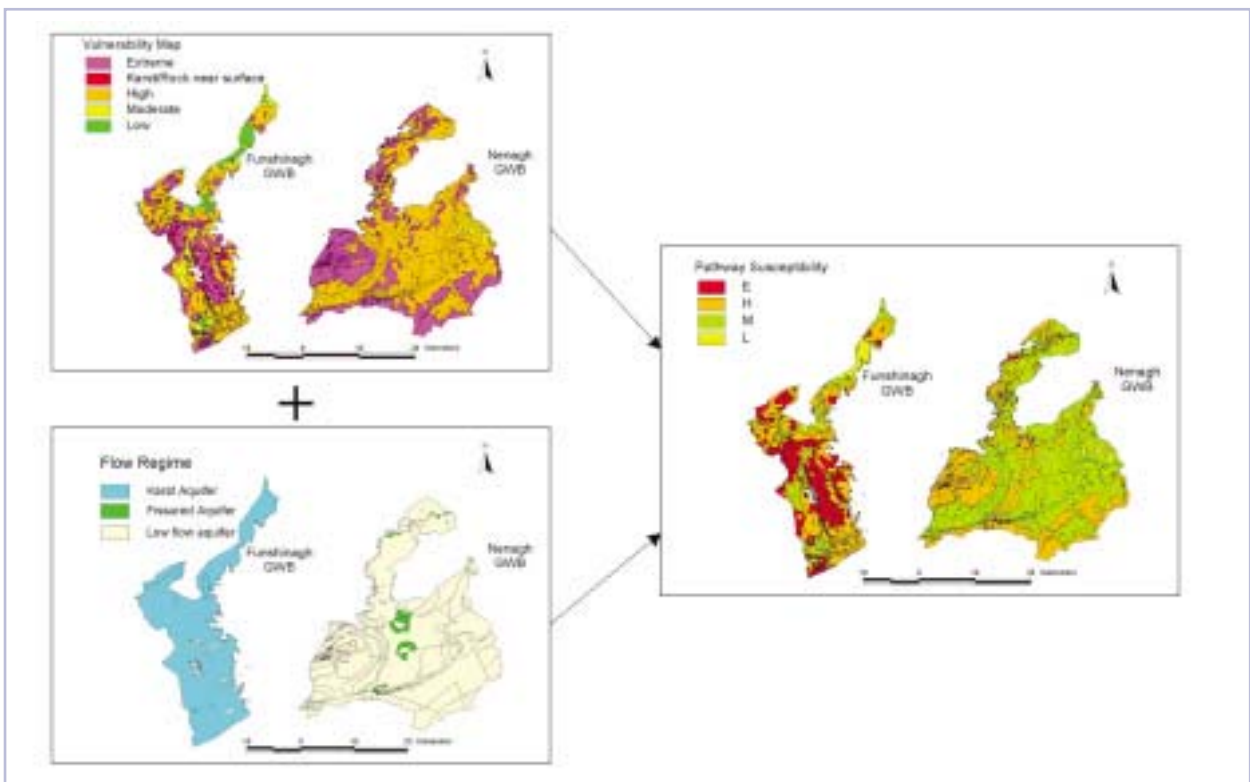 Vulnerability Map
Extreme
Karst/Rock near surface
High
Moderate
Low
Funshinagh
GWB
Nenagh
GWB
+
Flow Regime
Karst Aquifer
Fissured Aquifer
Low flow aquifer
Funshinagh
GWB
Nenagh
GWB
Pathway Susceptibility
E
H
M
L
Funshinagh
GWB
Nenagh
GWB